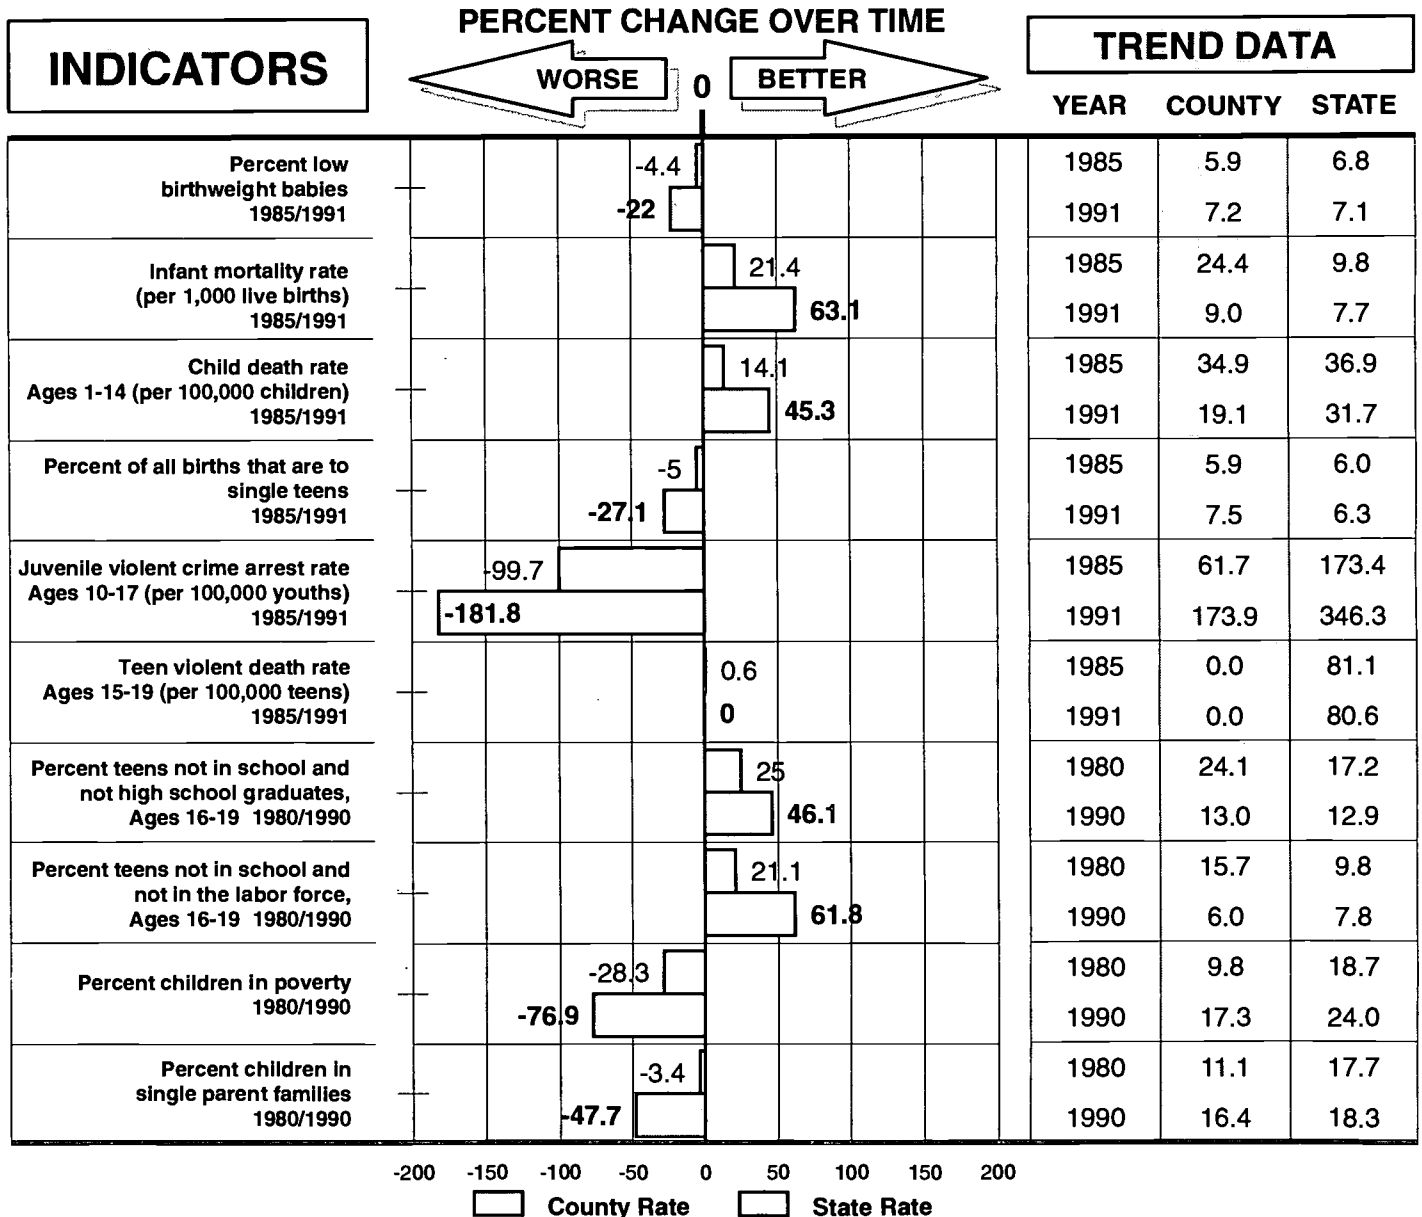 PERCENT CHANGE OVER TIME
INDICATORS
WORSE
0
BETTER
TREND DATA
YEAR COUNTY STATE
Percent low
birthweight babies
1985/1991
-4.4
-22
1985 5.9 6.8
1991 7.2 7.1
Infant mortality rate
(per 1,000 live births)
1985/1991
21.4
63.1
1985 24.4 9.8
1991 9.0 7.7
Child death rate
Ages 1-14 (per 100,000 children)
1985/1991
14.1
45.3
1985 34.9 36.9
1991 19.1 31.7
Percent of all births that are to
single teens
1985/1991
-5
-27.1
1985 5.9 6.0
1991 7.5 6.3
Juvenile violent crime arrest rate
Ages 10-17 (per 100,000 youths)
1985/1991
-99.7
-181.8
1985 61.7 173.4
1991 173.9 346.3
Teen violent death rate
Ages 15-19 (per 100,000 teens)
1985/1991
0.6
0
1985 0.0 81.1
1991 0.0 80.6
Percent teens not in school and
not high school graduates,
Ages 16-19 1980/1990
25
46.1
1980 24.1 17.2
1990 13.0 12.9
Percent teens not in school and
not in the labor force,
Ages 16-19 1980/1990
21.1
61.8
1980 15.7 9.8
1990 6.0 7.8
Percent children in poverty
1980/1990
-28.3
-76.9
1980 9.8 18.7
1990 17.3 24.0
Percent children in
single parent families
1980/1990
-3.4
-47.7
1980 11.1 17.7
1990 16.4 18.3
-200 -150 -100 -50 0 50 100 150 200
County Rate State Rate